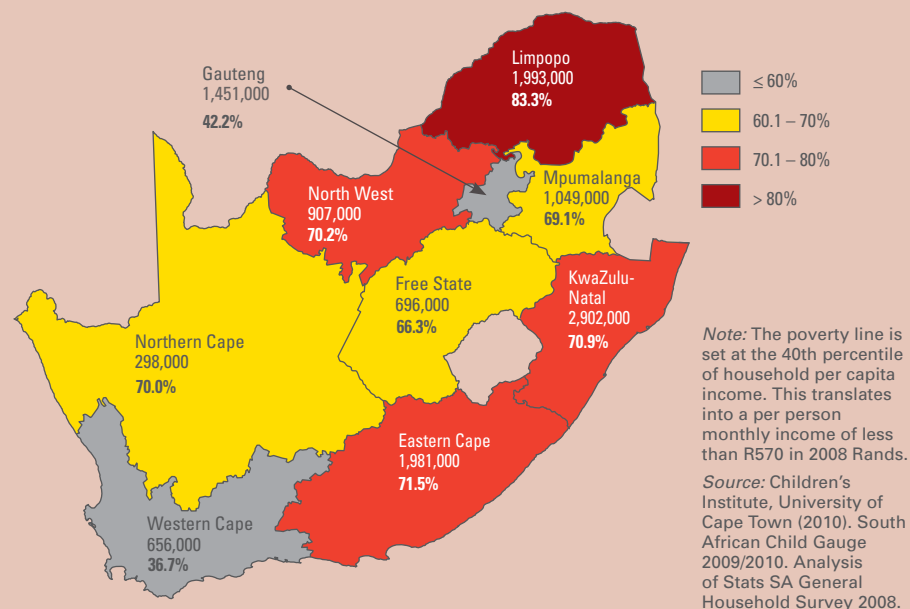 Limpopo
1,993,000
83.3%
Gauteng
1,451,000
42.2%
≤ 60%
60.1 – 70%
70.1 – 80%
> 80%
Mpumalanga
1,049,000
69.1%
North West
907,000
70.2%
Free State
696,000
66.3%
KwaZulu-
Natal
2,902,000
70.9%
Northern Cape
298,000
70.0%
Eastern Cape
1,981,000
71.5%
Western Cape
656,000
36.7%
Note: The poverty line is
set at the 40th percentile
of household per capita
income. This translates
into a per person
monthly income of less
than R570 in 2008 Rands.
Source: Children's
Institute, University of
Cape Town (2010). South
African Child Gauge
2009/2010. Analysis
of Stats SA General
Household Survey 2008.